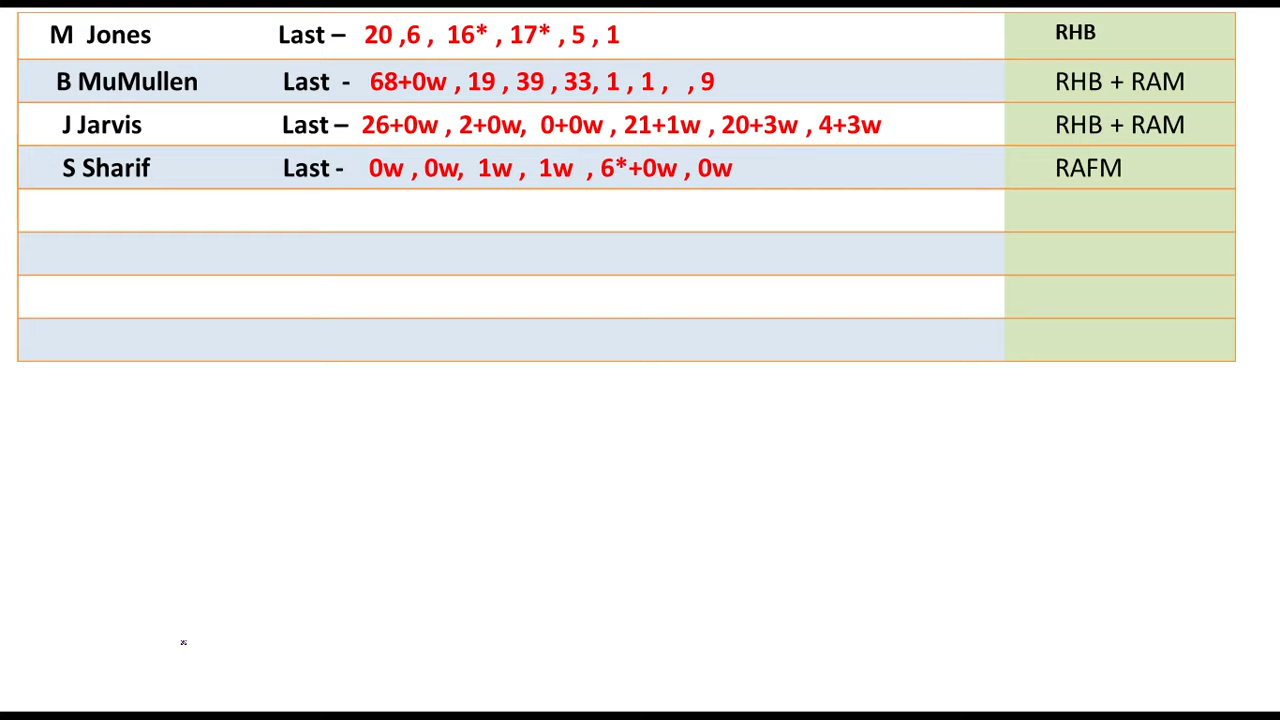 M  Jones Last – 20 ,6 , 16* , 17* , 5 , 1 RHB
B MuMullen Last - 68+0w , 19 , 39 , 33, 1 , 1 , , 9 RHB + RAM
J Jarvis Last – 26+0w , 2+0w, 0+0w , 21+1w , 20+3w , 4+3w RHB + RAM
S Sharif Last - 0w , 0w, 1w , 1w , 6*+0w , 0w RAFM